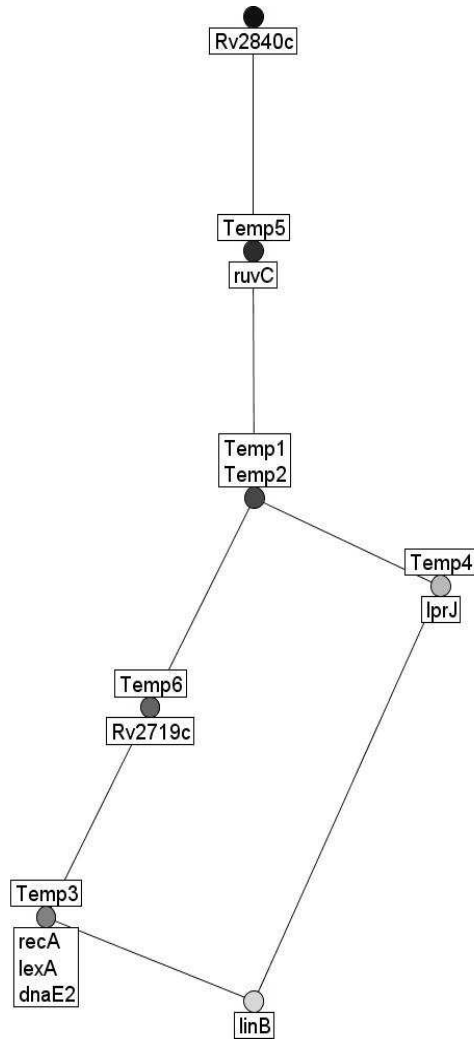 Rv2840c
Temp5
ruvC
Temp1
Temp2
Temp4
lprJ
Temp6
Rv2719c
Temp3
recA
lexA
dnaE2
linB